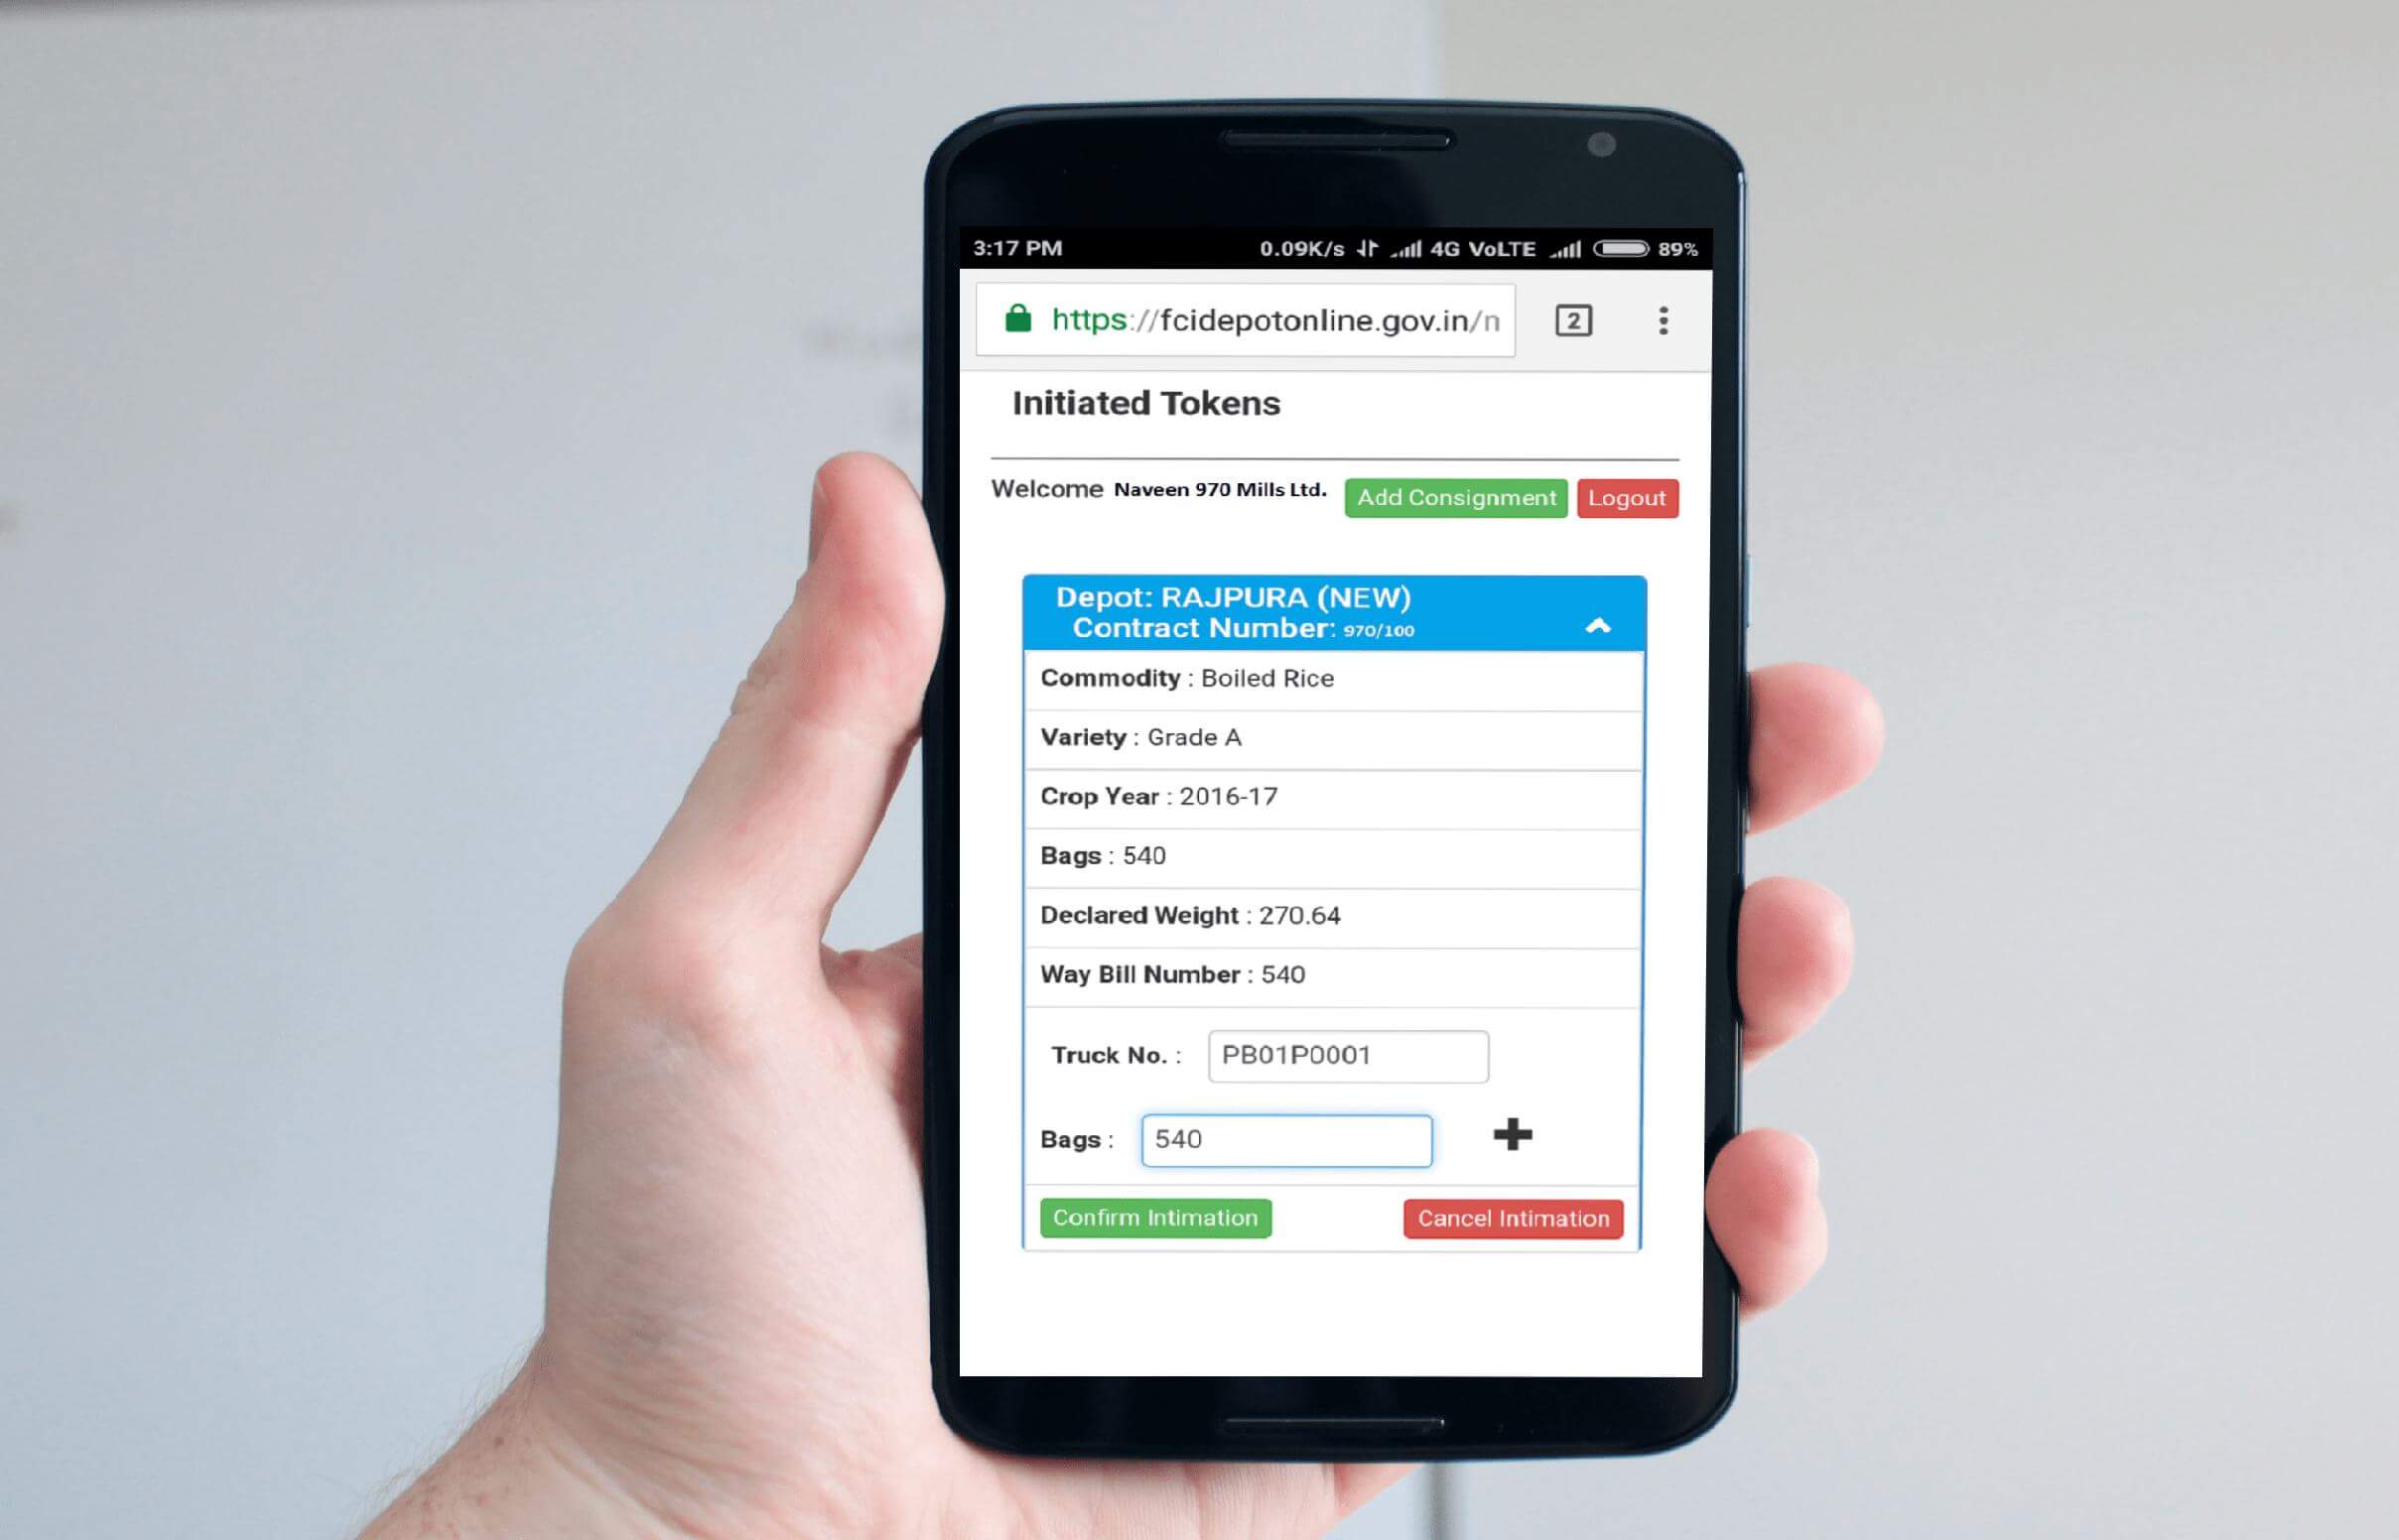 3:17 PM 0.09K/s 4G VoLTE 89%
https://fcidepotonline.gov.in/n 2
Initiated Tokens
Welcome Naveen 970 Mills Ltd. Add Consignment Logout
Depot: RAJPURA (NEW)
Contract Number: 970/100
Commodity : Boiled Rice
Variety : Grade A
Crop Year : 2016-17
Bags : 540
Declared Weight : 270.64
Way Bill Number : 540
Truck No. : PB01P0001
Bags : 540
Confirm Intimation Cancel Intimation